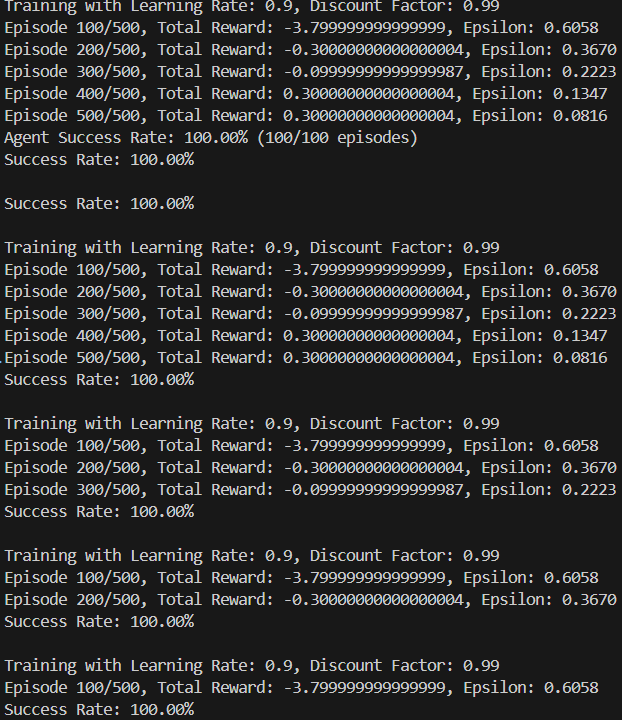 Training with Learning Rate: 0.9, Discount Factor: 0.99
Episode 100/500, Total Reward: -3.799999999999999, Epsilon: 0.6058
Episode 200/500, Total Reward: -0.30000000000000004, Epsilon: 0.3670
Episode 300/500, Total Reward: -0.09999999999999987, Epsilon: 0.2223
Episode 400/500, Total Reward: 0.30000000000000004, Epsilon: 0.1347
Episode 500/500, Total Reward: 0.30000000000000004, Epsilon: 0.0816
Agent Success Rate: 100.00% (100/100 episodes)
Success Rate: 100.00%
Success Rate: 100.00%
Training with Learning Rate: 0.9, Discount Factor: 0.99
Episode 100/500, Total Reward: -3.799999999999999, Epsilon: 0.6058
Episode 200/500, Total Reward: -0.30000000000000004, Epsilon: 0.3670
Episode 300/500, Total Reward: -0.09999999999999987, Epsilon: 0.2223
Episode 400/500, Total Reward: 0.30000000000000004, Epsilon: 0.1347
Episode 500/500, Total Reward: 0.30000000000000004, Epsilon: 0.0816
Success Rate: 100.00%
Training with Learning Rate: 0.9, Discount Factor: 0.99
Episode 100/500, Total Reward: -3.799999999999999, Epsilon: 0.6058
Episode 200/500, Total Reward: -0.30000000000000004, Epsilon: 0.3670
Episode 300/500, Total Reward: -0.09999999999999987, Epsilon: 0.2223
Success Rate: 100.00%
Training with Learning Rate: 0.9, Discount Factor: 0.99
Episode 100/500, Total Reward: -3.799999999999999, Epsilon: 0.6058
Episode 200/500, Total Reward: -0.30000000000000004, Epsilon: 0.3670
Success Rate: 100.00%
Training with Learning Rate: 0.9, Discount Factor: 0.99
Episode 100/500, Total Reward: -3.799999999999999, Epsilon: 0.6058
Success Rate: 100.00%